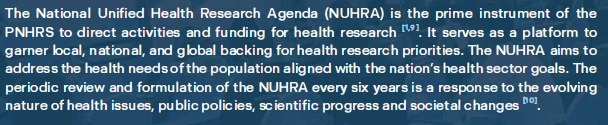 The National Unified Health Research Agenda (NUHRA) is the prime instrument of the
PNHRS to direct activities and funding for health research [1,9]. It serves as a platform to
garner local, national, and global backing for health research priorities. The NUHRA aims to
address the health needs of the population aligned with the nation's health sector goals. The
periodic review and formulation of the NUHRA every six years is a response to the evolving
nature of health issues, public policies, scientific progress and societal changes [10].